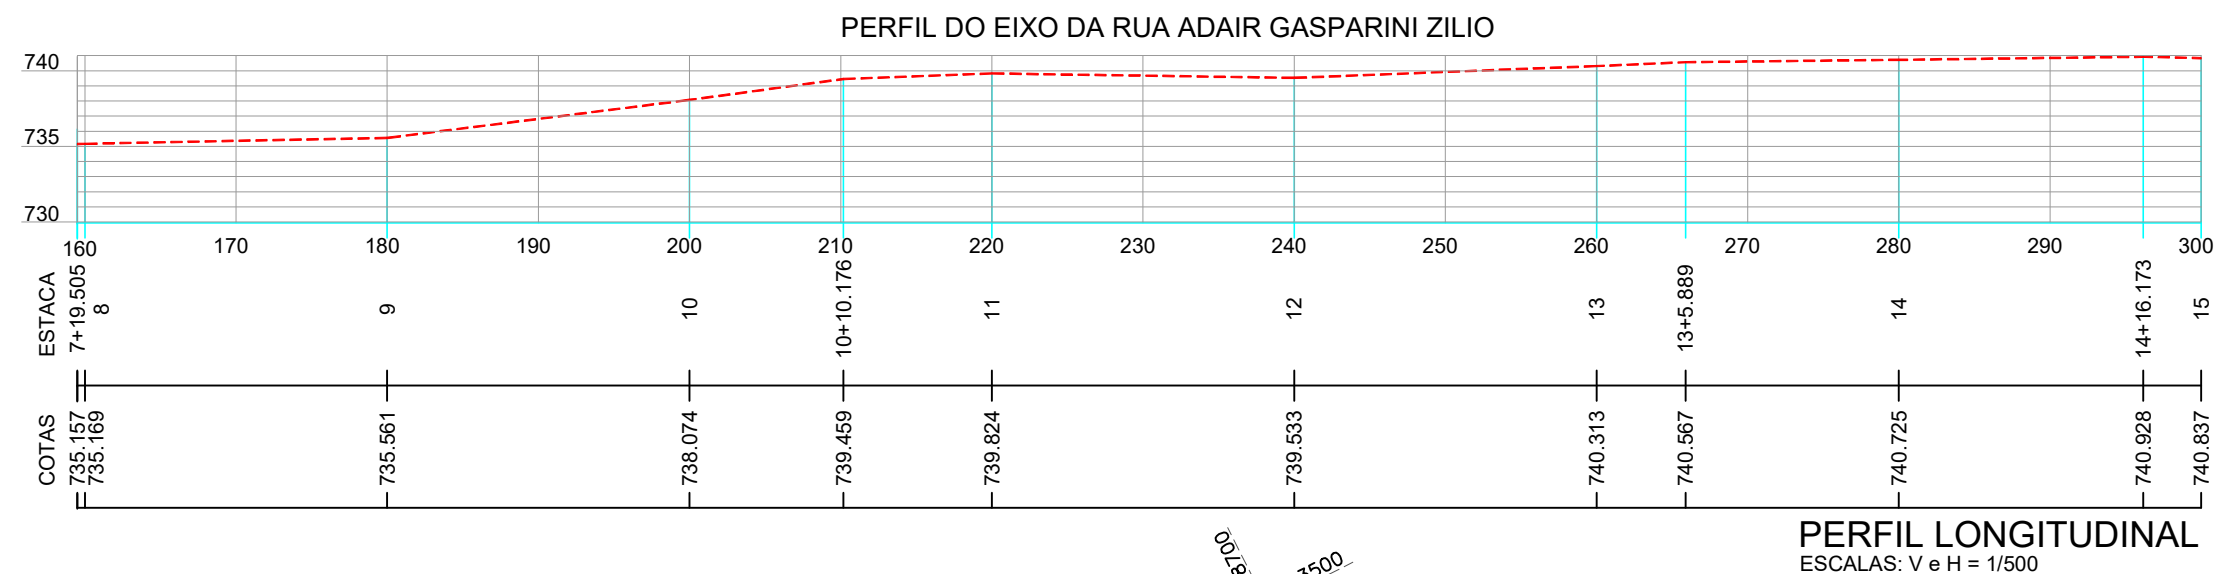 PERFIL DO EIXO DA RUA ADAIR GASPARINI ZILIO
740
735
730
160 170 180 190 200 210 220 230 240 250 260 270 280 290 300
ESTACA 7+19.505 8 9 10 10+10.176 11 12 13 13+5.889 14 14+16.173 15
COTAS 735.157 735.169 735.561 738.074 739.459 739.824 739.533 740.313 740.567 740.725 740.928 740.837
PERFIL LONGITUDINAL
ESCALAS: V e H = 1/500